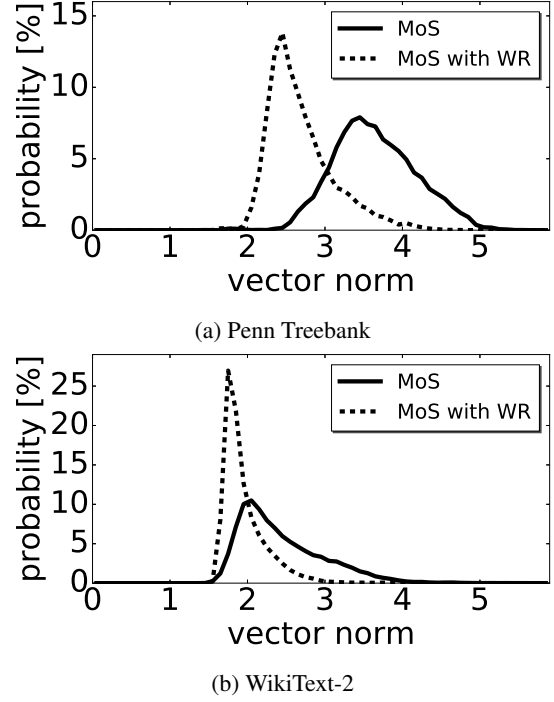 15
10
5
0
probability [%]
MoS
MoS with WR
0 1 2 3 4 5
vector norm
(a) Penn Treebank
25
20
15
10
5
0
probability [%]
MoS
MoS with WR
0 1 2 3 4 5
vector norm
(b) WikiText-2